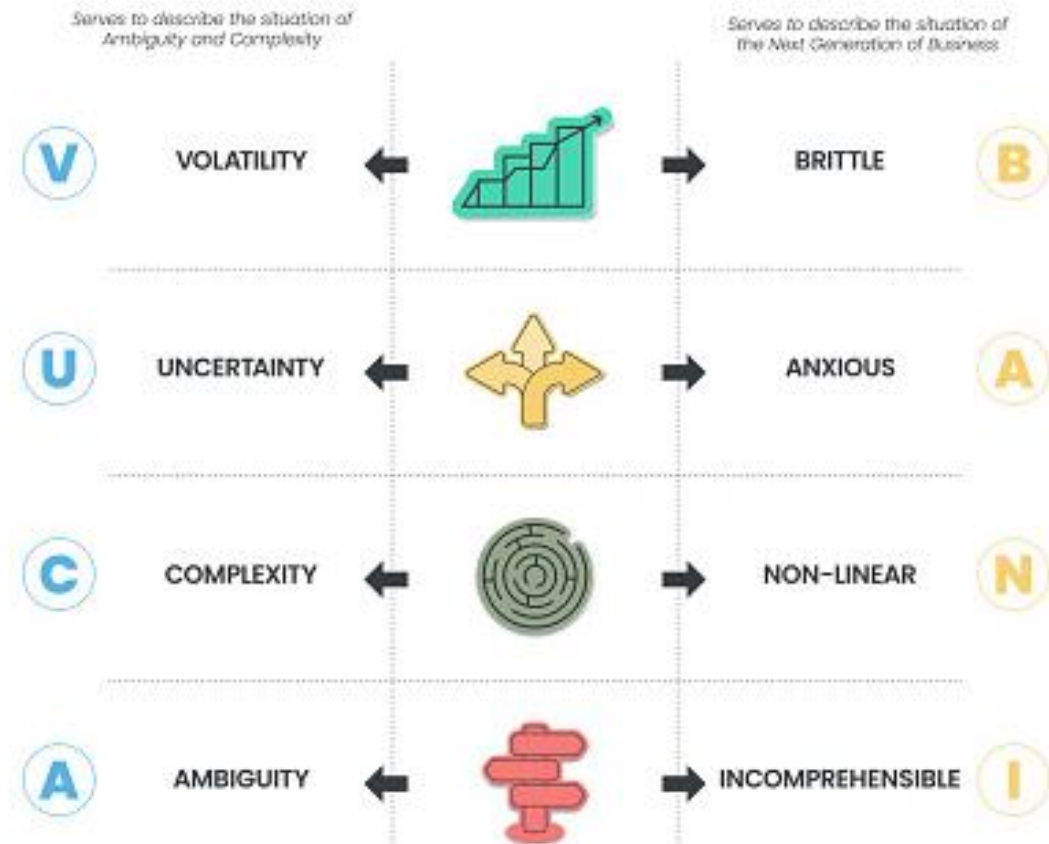 Serves to describe the situation of
Ambiguity and Complexity
Serves to describe the situation of
the Next Generation of Business
V VOLATILITY BRITTLE B
U UNCERTAINTY ANXIOUS A
C COMPLEXITY NON-LINEAR N
A AMBIGUITY INCOMPREHENSIBLE I